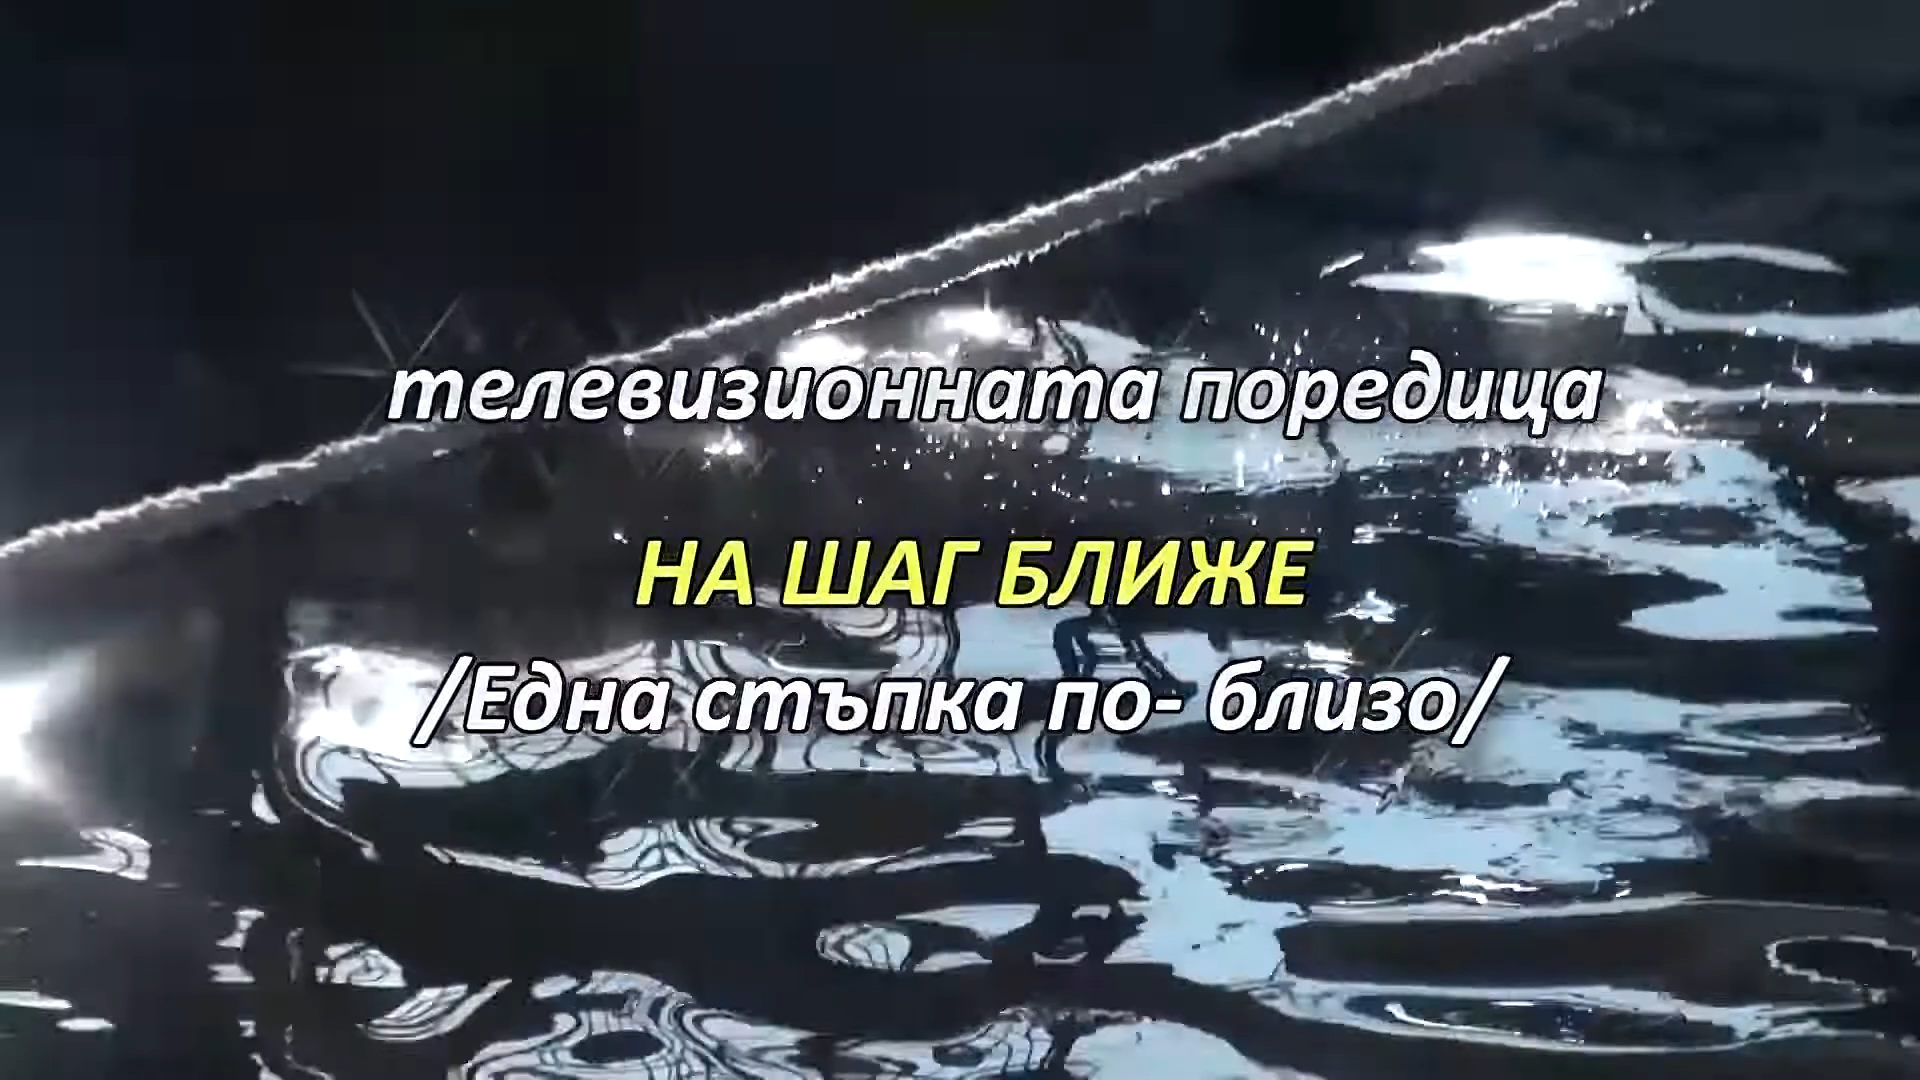 телевизионната поредица
НА ШАГ БЛИЖЕ
/Една стъпка по- близо/